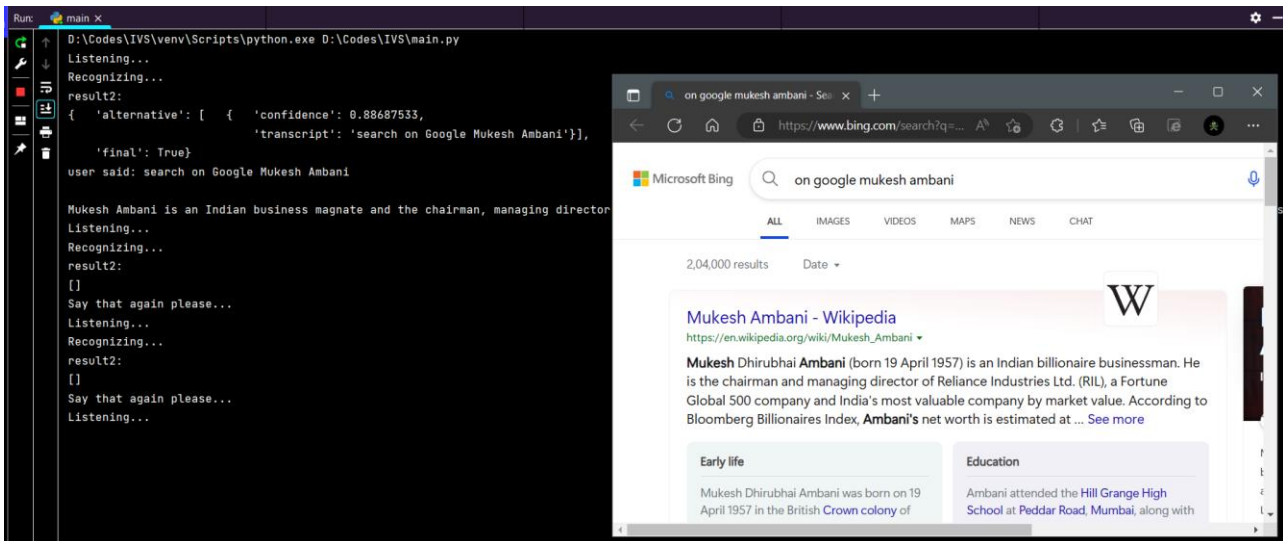 Run:
main ×
D:\Codes\IVS\venv\Scripts\python.exe D:\Codes\IVS\main.py
Listening...
Recognizing...
result2:
{   'alternative': [   {   'confidence': 0.88687533,
'transcript': 'search on Google Mukesh Ambani'}],
'final': True}
user said: search on Google Mukesh Ambani
Mukesh Ambani is an Indian business magnate and the chairman, managing director
Listening...
Recognizing...
result2:
[]
Say that again please...
Listening...
Recognizing...
result2:
[]
Say that again please...
Listening...
on google mukesh ambani - Sea
https://www.bing.com/search?q=...
Microsoft Bing
on google mukesh ambani
ALL IMAGES VIDEOS MAPS NEWS CHAT
2,04,000 results Date
W
Mukesh Ambani - Wikipedia
https://en.wikipedia.org/wiki/Mukesh_Ambani
Mukesh Dhirubhai Ambani (born 19 April 1957) is an Indian billionaire businessman. He
is the chairman and managing director of Reliance Industries Ltd. (RIL), a Fortune
Global 500 company and India's most valuable company by market value. According to
Bloomberg Billionaires Index, Ambani's net worth is estimated at ... See more
Early life
Mukesh Dhirubhai Ambani was born on 19
April 1957 in the British Crown colony of
Education
Ambani attended the Hill Grange High
School at Peddar Road, Mumbai, along with